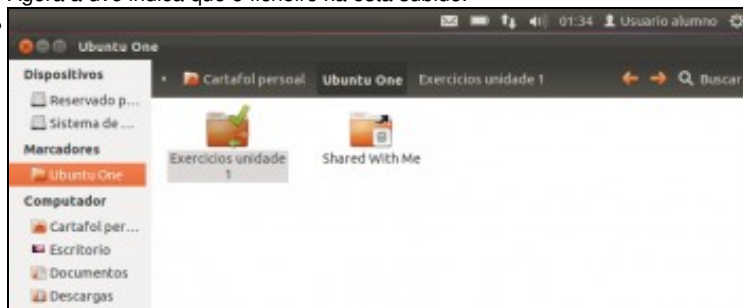 Agora a uve indica que o ficheiro xa está subido.
01:34 Usuario alumno
Ubuntu One
Dispositivos
Cartafol persoal Ubuntu One Exercicios unidade 1 Buscar
Reservado p...
Sistema de ...
Marcadores
Ubuntu One
Exercicios unidade
1
Shared With Me
Computador
Cartafol per...
Escritorio
Documentos
Descargas